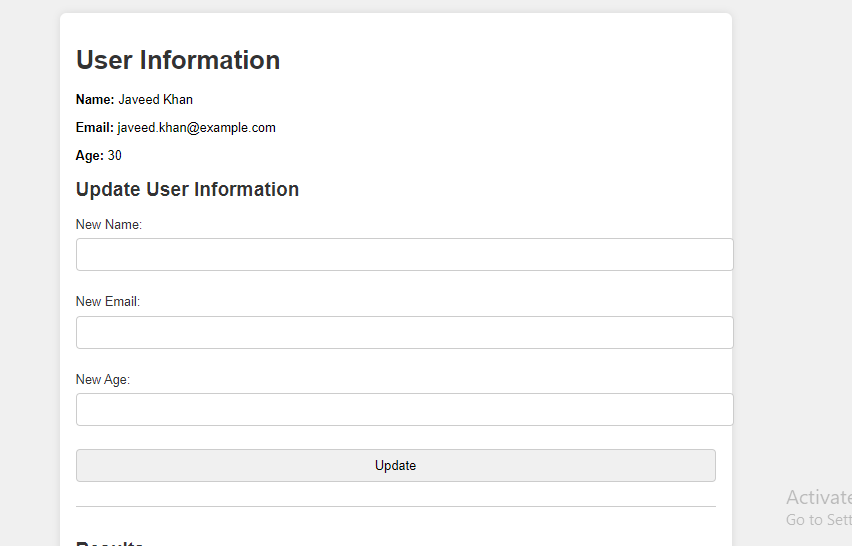 User Information
Name: Javeed Khan
Email: javeed.khan@example.com
Age: 30
Update User Information
New Name:
New Email:
New Age:
Update
Activate
Go to Sett
Results